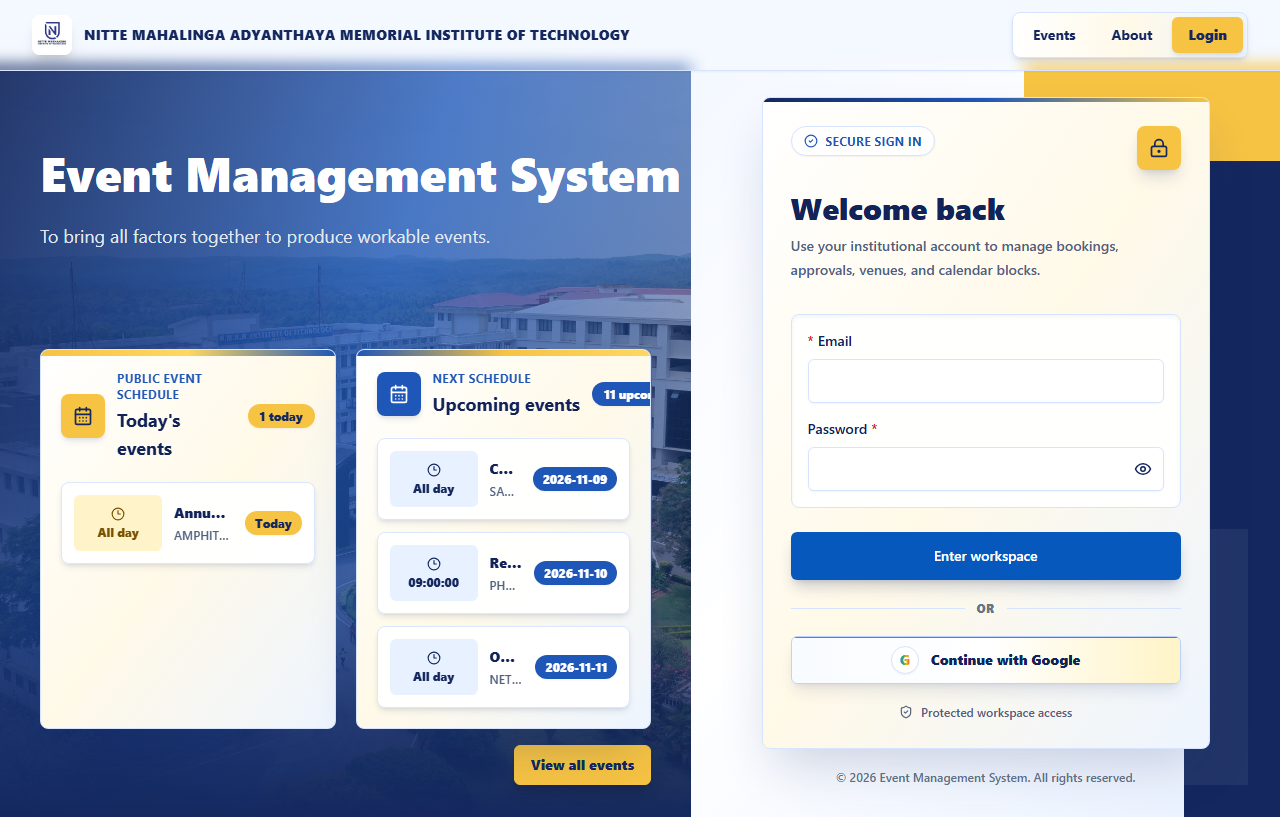 NITTE MAHALINGA ADYANTHAYA MEMORIAL INSTITUTE OF TECHNOLOGY
Events
About
Login
Event Management System
To bring all factors together to produce workable events.
PUBLIC EVENT
SCHEDULE
Today's
events
1 today
All day
Annu...
AMPHIT...
Today
NEXT SCHEDULE
Upcoming events
11 upco
All day
C...
SA...
2026-11-09
09:00:00
Re...
PH...
2026-11-10
All day
O...
NET...
2026-11-11
View all events
SECURE SIGN IN
Welcome back
Use your institutional account to manage bookings,
approvals, venues, and calendar blocks.
* Email
Password *
Enter workspace
OR
G
Continue with Google
Protected workspace access
© 2026 Event Management System. All rights reserved.